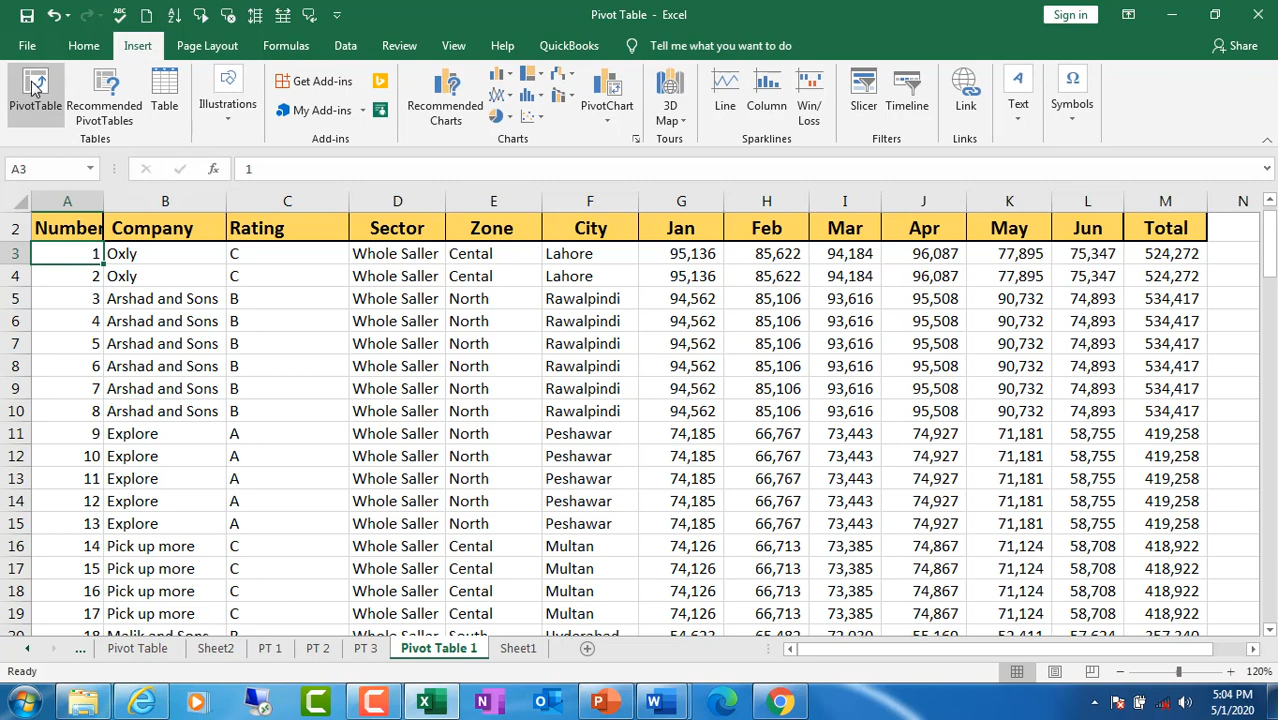 Pivot Table - Excel
Sign in
File Home Insert Page Layout Formulas Data Review View Help QuickBooks Tell me what you want to do Share
PivotTable Recommended PivotTables Table Illustrations Get Add-ins My Add-ins Recommended Charts PivotChart 3D Map Line Column Win/Loss Slicer Timeline Link Text Symbols
Tables Add-ins Charts Tours Sparklines Filters Links
A3 fx 1
A B C D E F G H I J K L M N
2 Number Company Rating Sector Zone City Jan Feb Mar Apr May Jun Total
3 1 Oxly C Whole Saller Cental Lahore 95,136 85,622 94,184 96,087 77,895 75,347 524,272
4 2 Oxly C Whole Saller Cental Lahore 95,136 85,622 94,184 96,087 77,895 75,347 524,272
5 3 Arshad and Sons B Whole Saller North Rawalpindi 94,562 85,106 93,616 95,508 90,732 74,893 534,417
6 4 Arshad and Sons B Whole Saller North Rawalpindi 94,562 85,106 93,616 95,508 90,732 74,893 534,417
7 5 Arshad and Sons B Whole Saller North Rawalpindi 94,562 85,106 93,616 95,508 90,732 74,893 534,417
8 6 Arshad and Sons B Whole Saller North Rawalpindi 94,562 85,106 93,616 95,508 90,732 74,893 534,417
9 7 Arshad and Sons B Whole Saller North Rawalpindi 94,562 85,106 93,616 95,508 90,732 74,893 534,417
10 8 Arshad and Sons B Whole Saller North Rawalpindi 94,562 85,106 93,616 95,508 90,732 74,893 534,417
11 9 Explore A Whole Saller North Peshawar 74,185 66,767 73,443 74,927 71,181 58,755 419,258
12 10 Explore A Whole Saller North Peshawar 74,185 66,767 73,443 74,927 71,181 58,755 419,258
13 11 Explore A Whole Saller North Peshawar 74,185 66,767 73,443 74,927 71,181 58,755 419,258
14 12 Explore A Whole Saller North Peshawar 74,185 66,767 73,443 74,927 71,181 58,755 419,258
15 13 Explore A Whole Saller North Peshawar 74,185 66,767 73,443 74,927 71,181 58,755 419,258
16 14 Pick up more C Whole Saller Cental Multan 74,126 66,713 73,385 74,867 71,124 58,708 418,922
17 15 Pick up more C Whole Saller Cental Multan 74,126 66,713 73,385 74,867 71,124 58,708 418,922
18 16 Pick up more C Whole Saller Cental Multan 74,126 66,713 73,385 74,867 71,124 58,708 418,922
19 17 Pick up more C Whole Saller Cental Multan 74,126 66,713 73,385 74,867 71,124 58,708 418,922
20 18 Malik and Sons B Whole Saller South Hyderabad
... Pivot Table Sheet2 PT 1 PT 2 PT 3 Pivot Table 1 Sheet1
Ready 120%
5:04 PM
5/1/2020